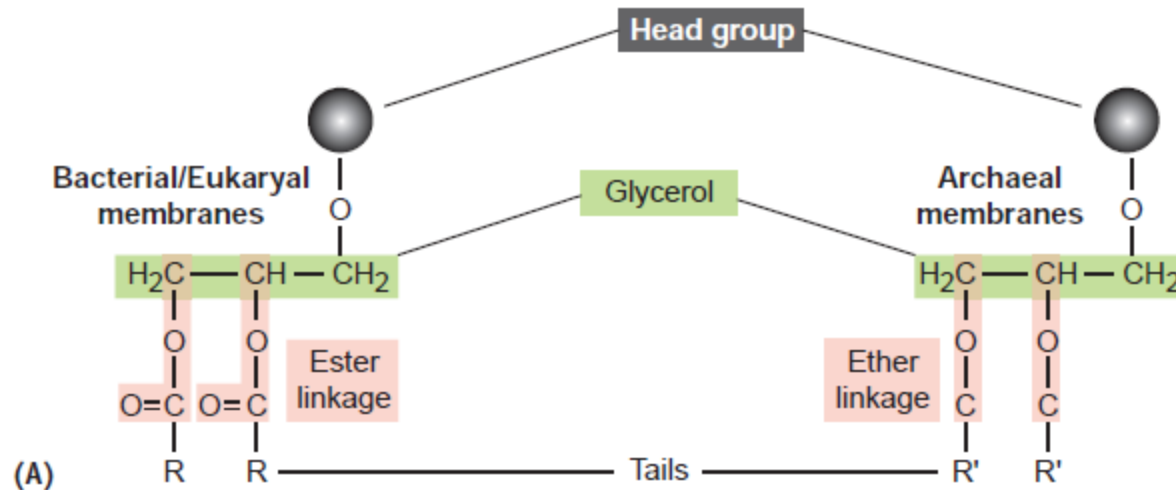 Head group
Bacterial/Eukaryal
membranes
O
Glycerol
Archaeal
membranes
O
H₂C — CH — CH₂
H₂C — CH — CH₂
O O
Ester
linkage
Ether
linkage
O O
O=C O=C
C C
(A)
R R
Tails
R' R'